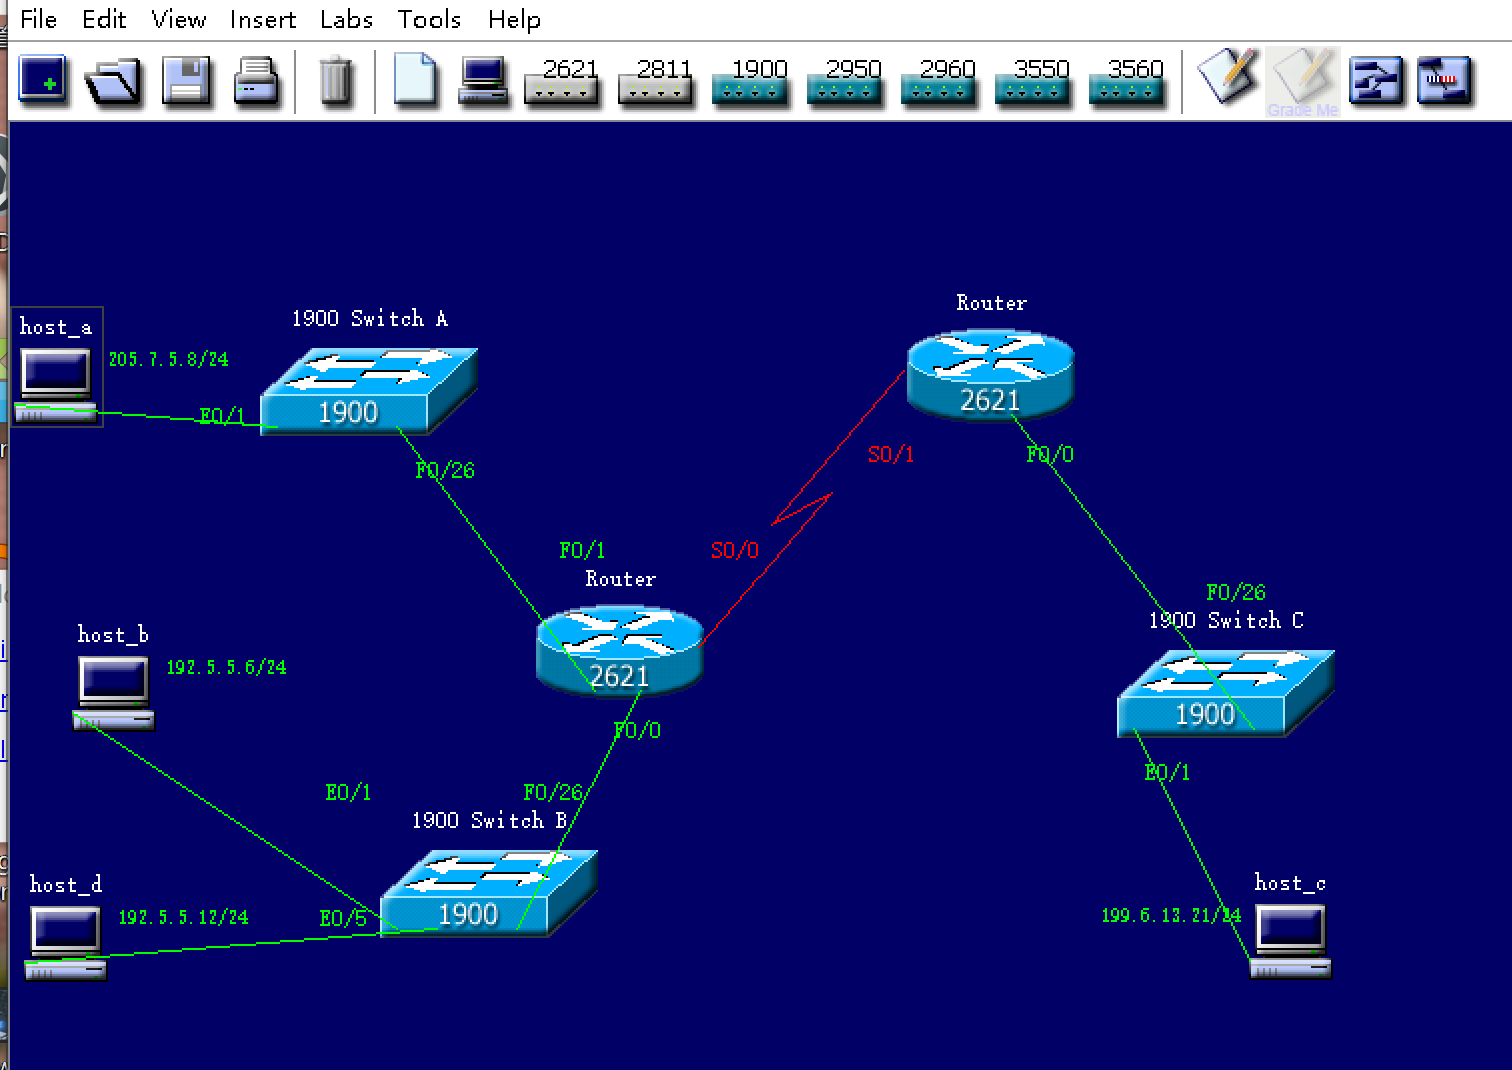 File Edit View Insert Labs Tools Help
2621 2811 1900 2950 2960 3550 3560
Grade Me
Router
1900 Switch A
host_a
205.7.5.8/24
2621
1900
E0/1
S0/1
F0/0
F0/26
F0/1
S0/0
Router
F0/26
1900 Switch C
host_b
192.5.5.6/24
2621
1900
F0/0
E0/1
E0/1
F0/26
1900 Switch B
host_d
host_c
192.5.5.12/24
E0/5
1900
199.6.13.21/24